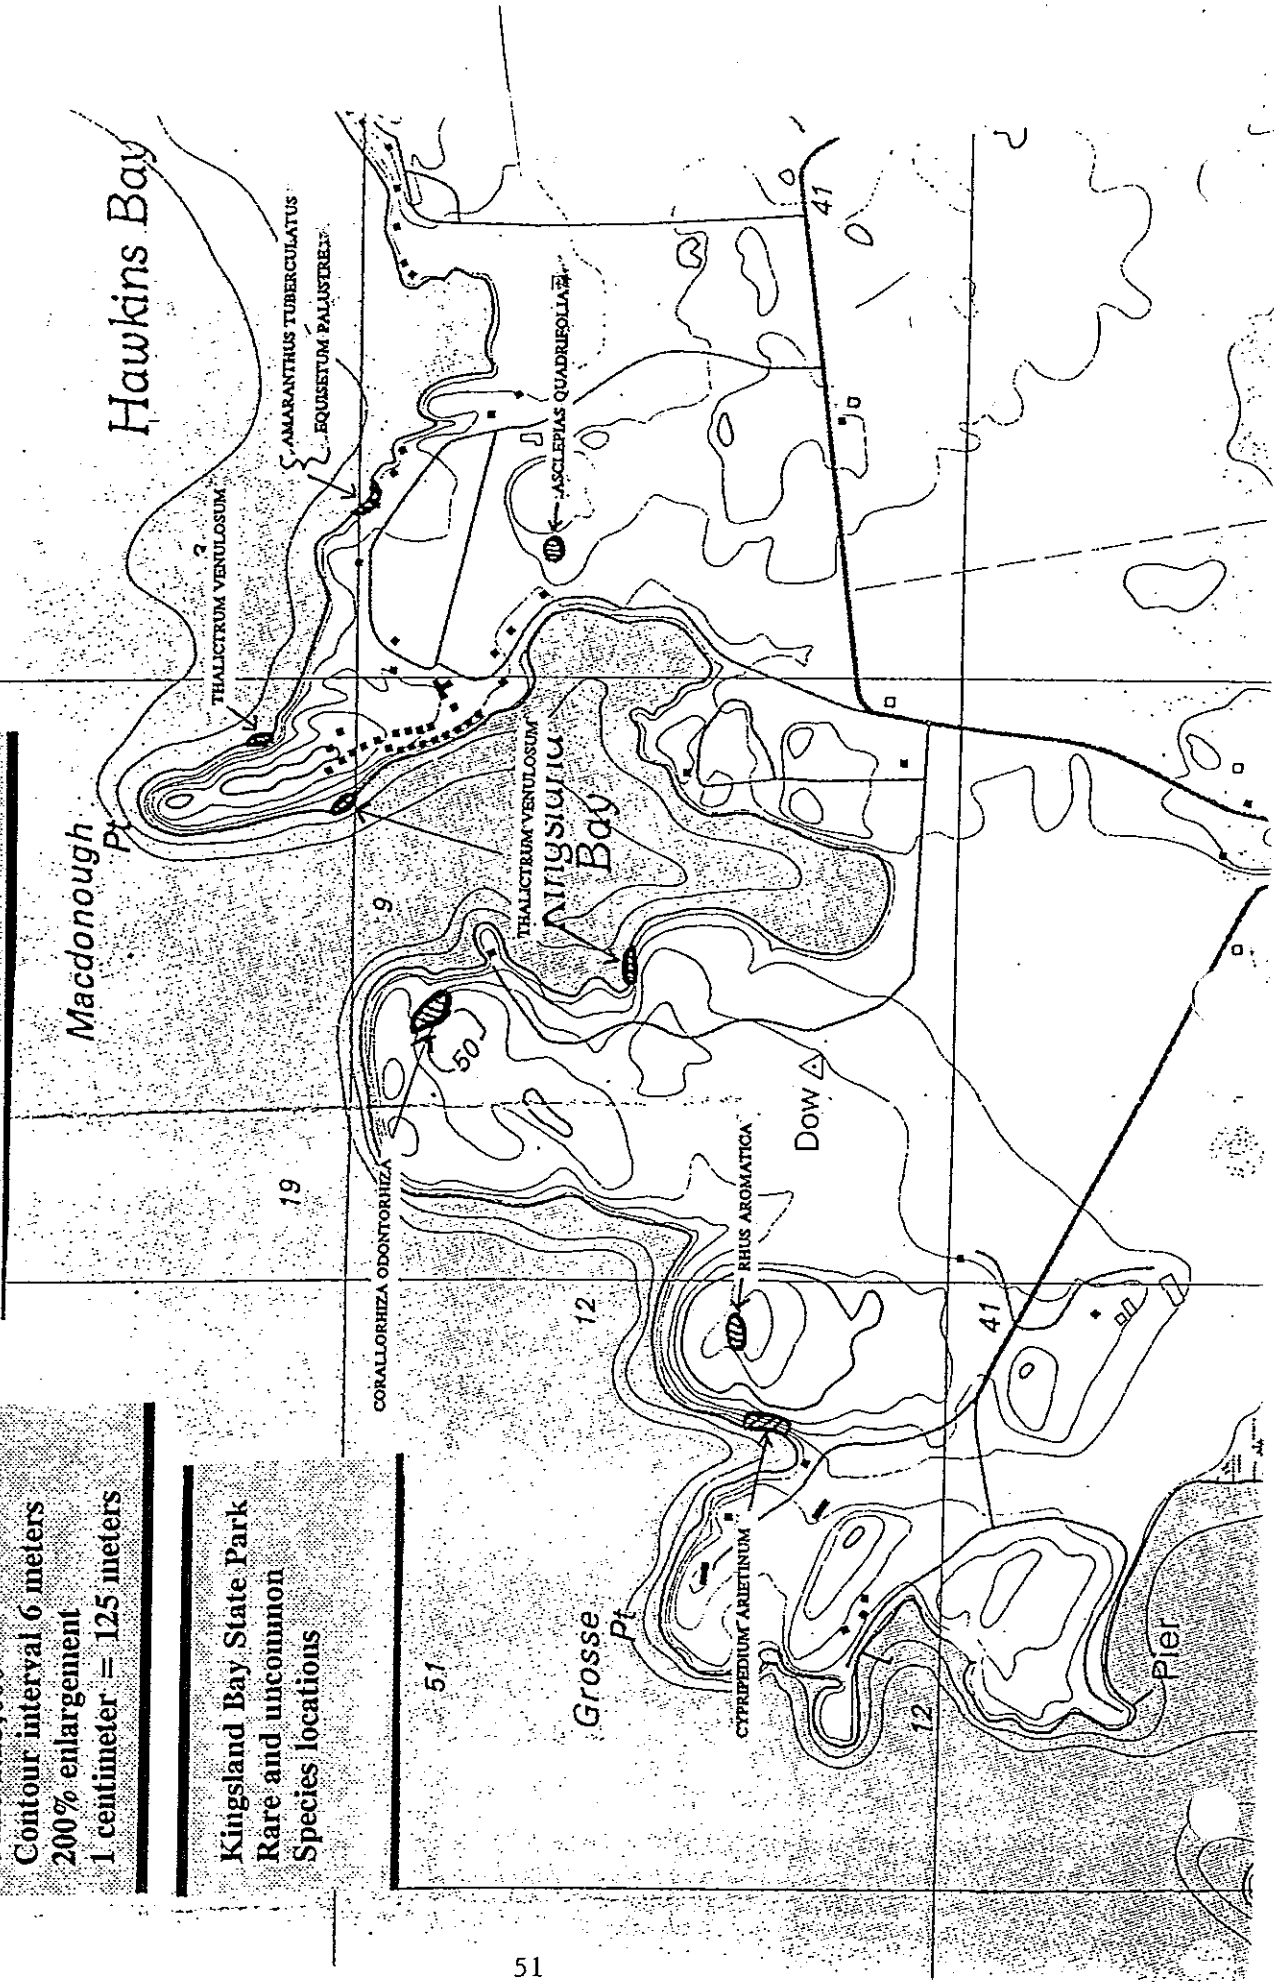 Contour interval 6 meters
200% enlargement
1 centimeter = 125 meters
Kingsland Bay State Park
Rare and uncommon
Species locations
51
Grosse
Pt
12
Pier
CYPRIPEDIUM ARIETINUM
12
41
RHUS AROMATICA
Dow
19
CORALLORHIZA ODONTORHIZA
50
9
Macdonough
Pt
THALICTRUM VENULOSUM
Bay
?
THALICTRUM VENULOSUM
Hawkins Bay
AMARANTHUS TUBERCULATUS
EQUISETUM PALUSTRE
ASCLEPIAS QUADRIFOLIA
41
51